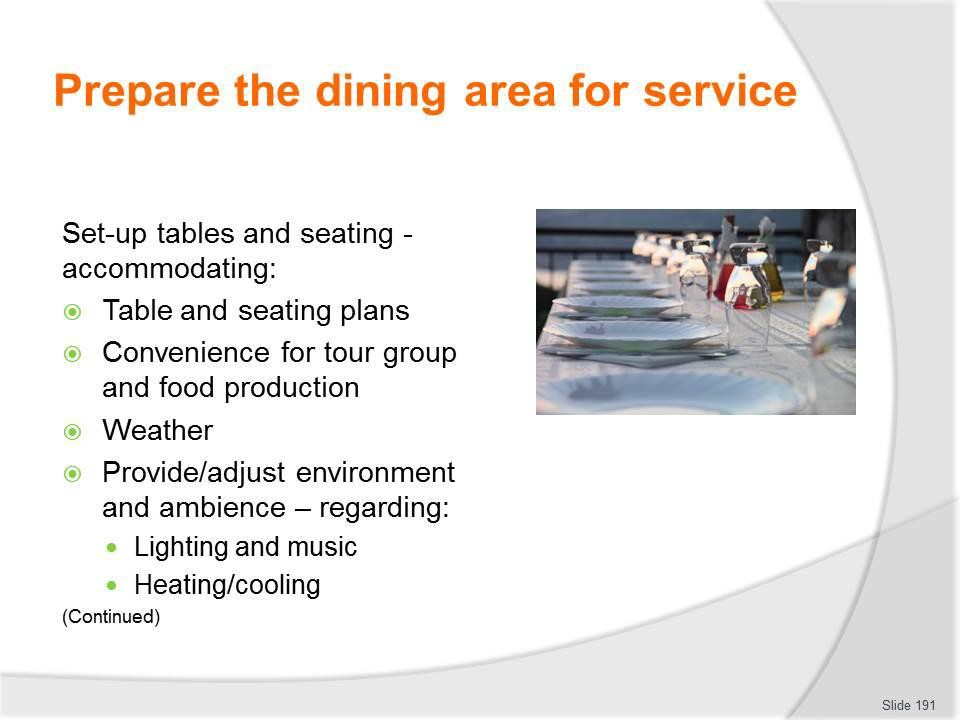 Prepare the dining area for service
Set-up tables and seating -
accommodating:
Table and seating plans
Convenience for tour group
and food production
Weather
Provide/adjust environment
and ambience – regarding:
Lighting and music
Heating/cooling
(Continued)
Slide 191